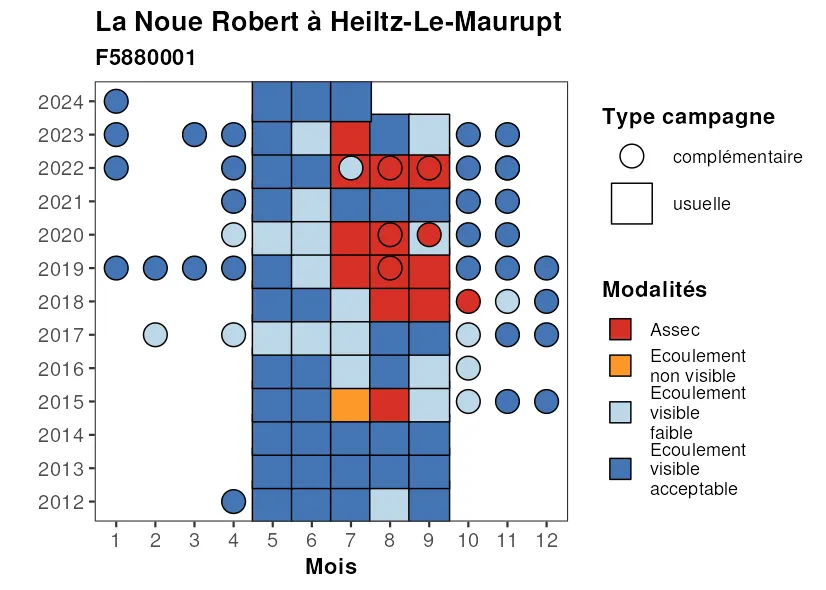 La Noue Robert à Heiltz-Le-Maurupt
F5880001
2024
2023
2022
2021
2020
2019
2018
2017
2016
2015
2014
2013
2012
1 2 3 4 5 6 7 8 9 10 11 12
Mois
Type campagne
complémentaire
usuelle
Modalités
Assec
Ecoulement
non visible
Ecoulement
visible
faible
Ecoulement
visible
acceptable